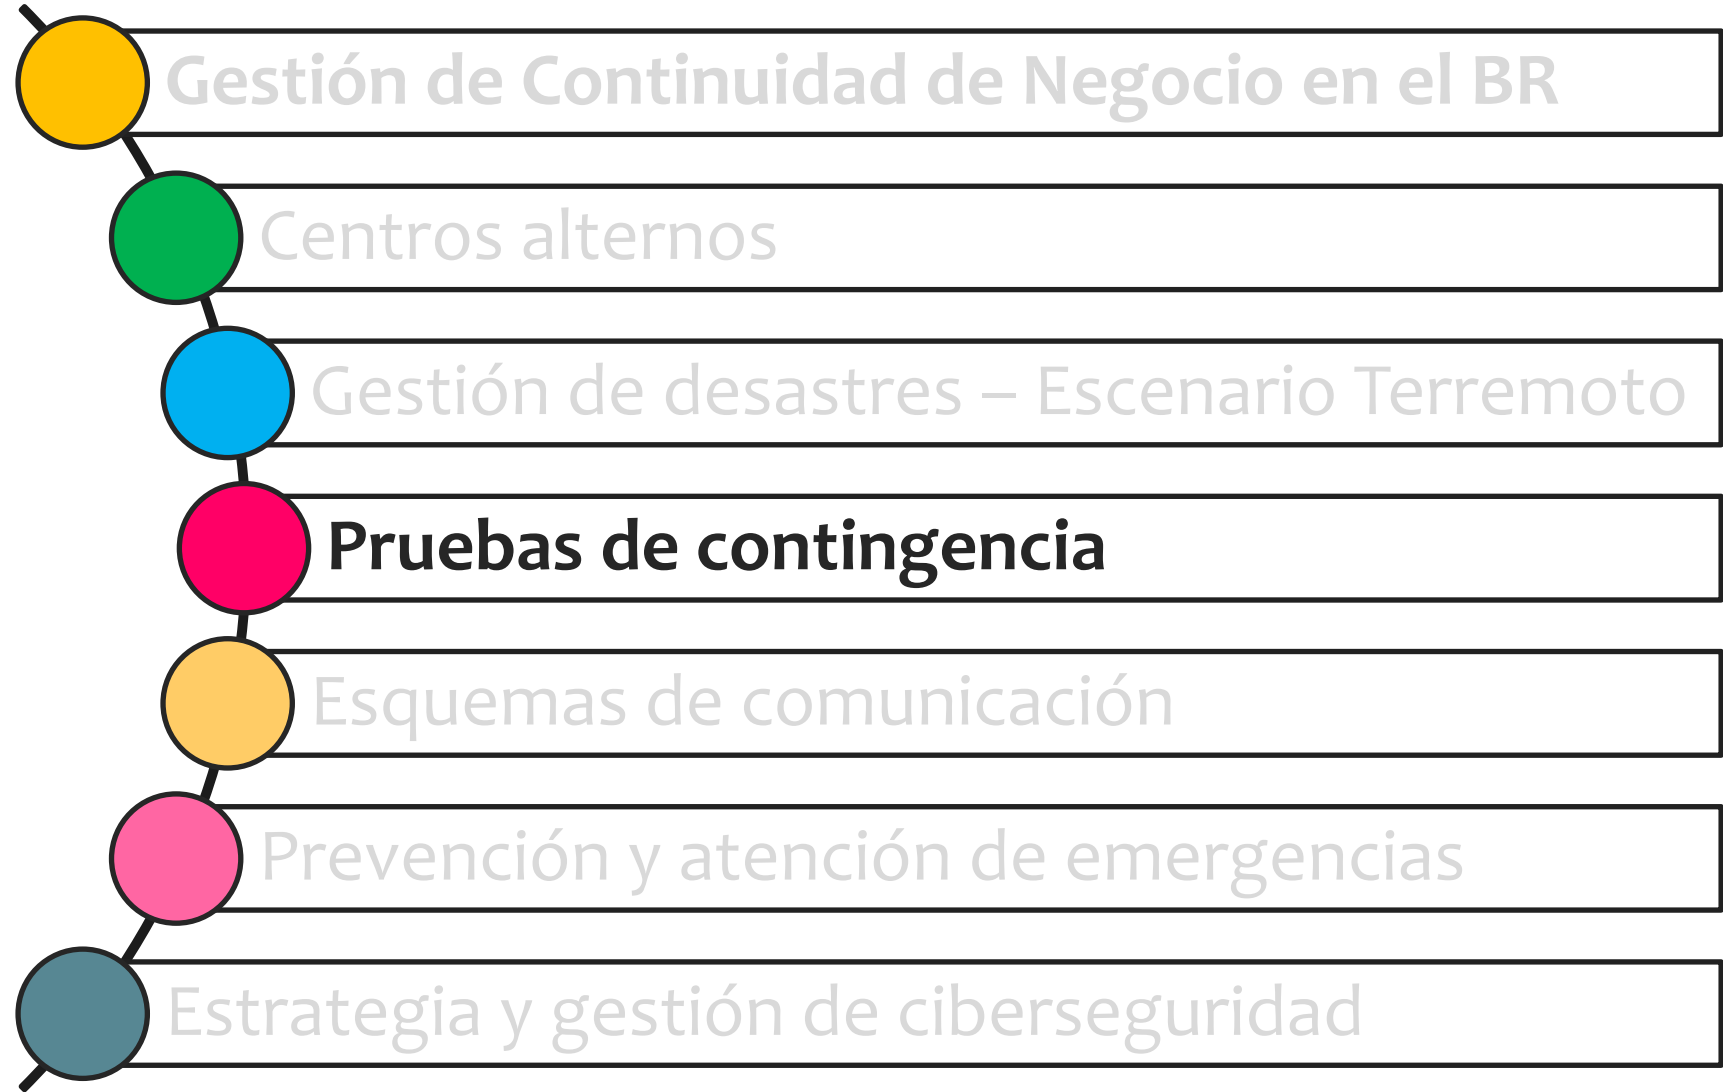 Gestión de Continuidad de Negocio en el BR
Centros alternos
Gestión de desastres – Escenario Terremoto
Pruebas de contingencia
Esquemas de comunicación
Prevención y atención de emergencias
Estrategia y gestión de ciberseguridad